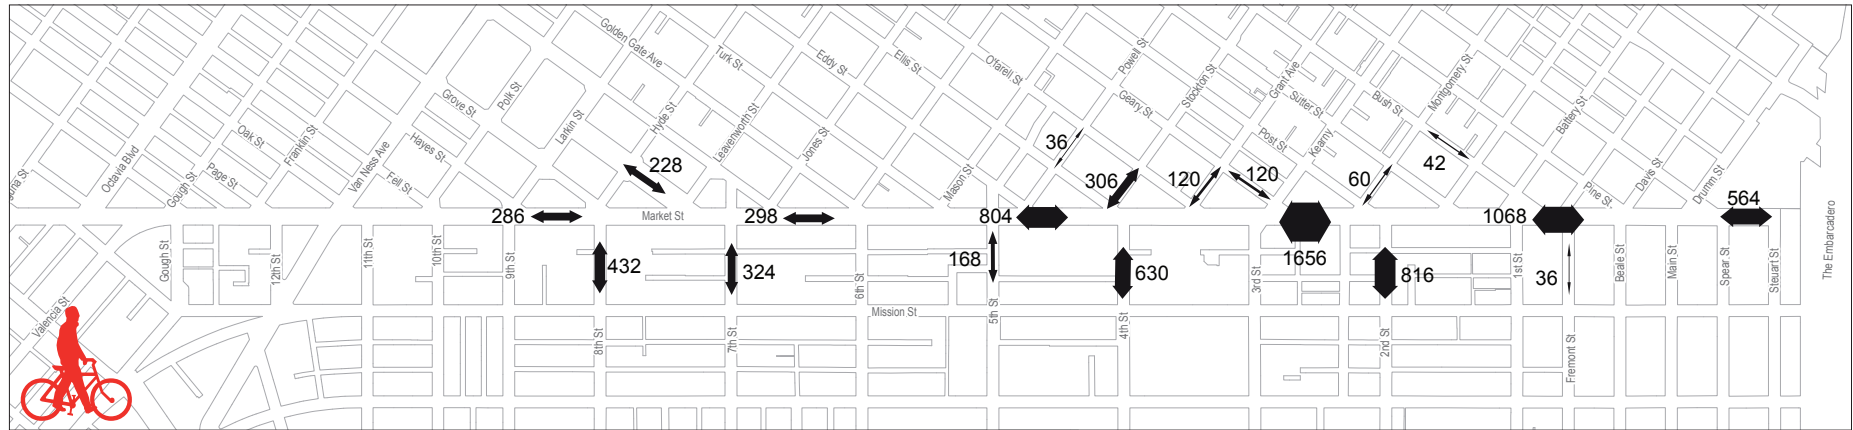 Golden Gate Ave
Turk St
Eddy St
Ellis St
Ofarell St
Powell St
Geary St
Stockton St
Grant Ave
Sutter St
Bush St
Montgomery St
Battery St
Grove St
Polk St
Larkin St
Hyde St
Leavenworth St
Jones St
Mason St
Post St
Kearny
Pine St
Davis St
Drumm St
The Embarcadero
Oak St
Page St
Octavia Blvd
Gough St
Franklin St
Van Ness Ave
Hayes St
Fell St
36
228
306
120
120
60
42
286
Market St
298
804
1656
1068
564
432
324
168
630
816
36
Valencia St
Gough St
12th St
11th St
10th St
9th St
8th St
7th St
6th St
5th St
4th St
3rd St
2nd St
1st St
Fremont St
Beale St
Main St
Spear St
Steuart St
Mission St